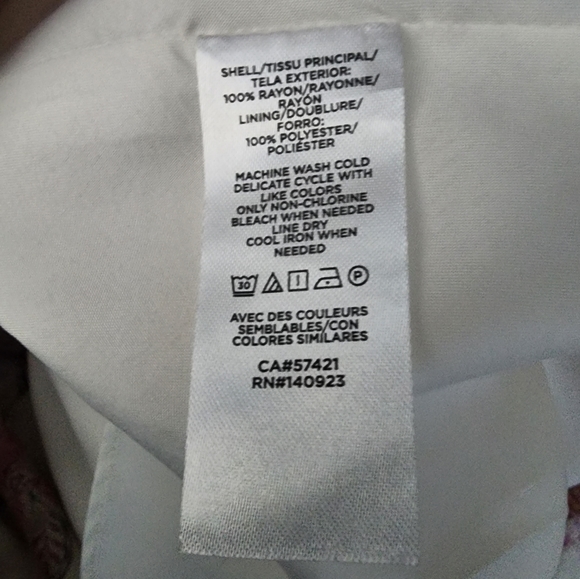 SHELL/TISSU PRINCIPAL/
TELA EXTERIOR:
100% RAYON/RAYONNE/
RAYÓN
LINING/DOUBLURE/
FORRO:
100% POLYESTER/
POLIÉSTER
MACHINE WASH COLD
DELICATE CYCLE WITH
LIKE COLORS
ONLY NON-CHLORINE
BLEACH WHEN NEEDED
LINE DRY
COOL IRON WHEN
NEEDED
30 P
AVEC DES COULEURS
SEMBLABLES/CON
COLORES SIMILARES
CA#57421
RN#140923